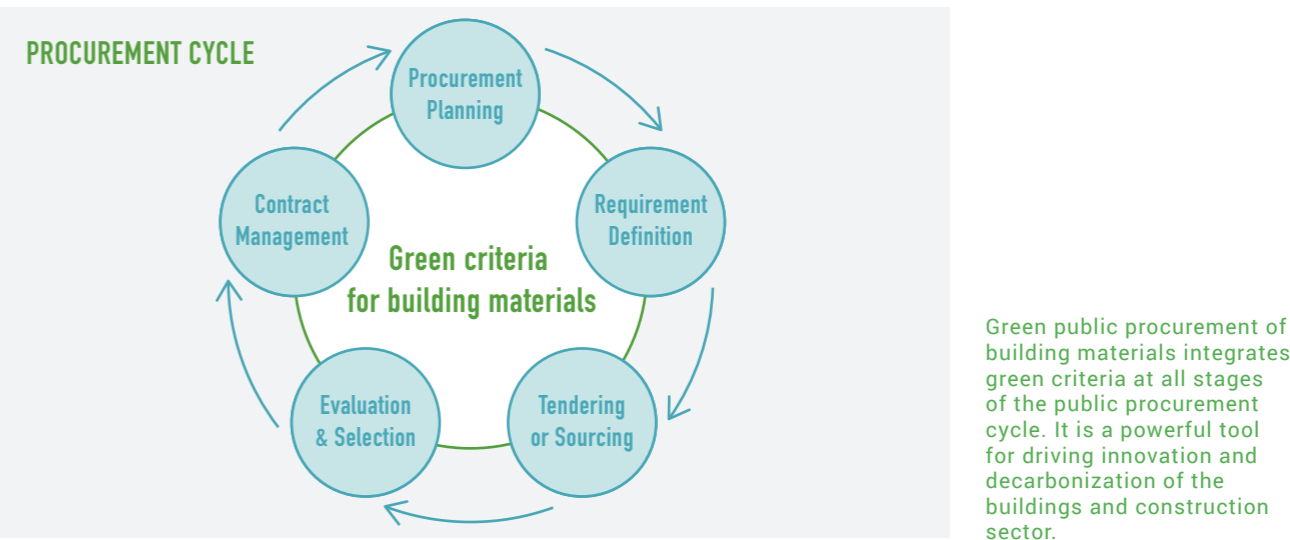 PROCUREMENT CYCLE
Procurement
Planning
Requirement
Definition
Tendering
or Sourcing
Evaluation
& Selection
Contract
Management
Green criteria
for building materials
Green public procurement of
building materials integrates
green criteria at all stages
of the public procurement
cycle. It is a powerful tool
for driving innovation and
decarbonization of the
buildings and construction
sector.